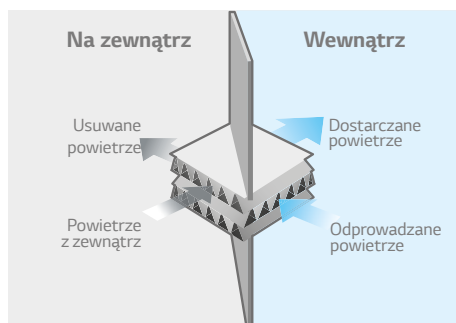 Na zewnątrz
Wewnątrz
Usuwane
powietrze
Dostarczane
powietrze
Powietrze
z zewnątrz
Odprowadzane
powietrze